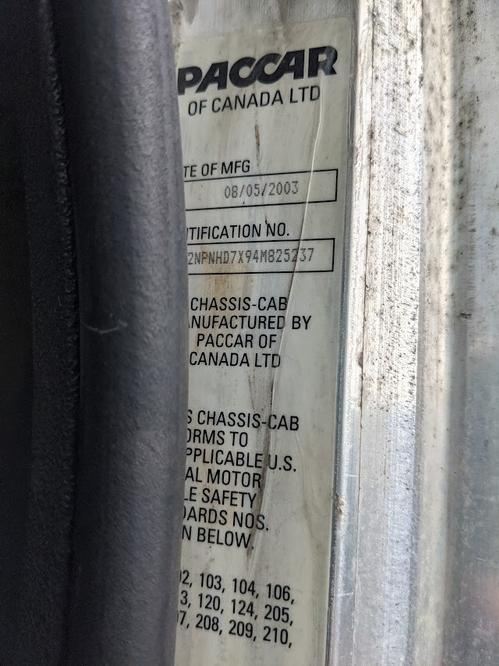 PACCAR
OF CANADA LTD
TE OF MFG
08/05/2003
TIFICATION NO.
2NPNHD7X94M825237
CHASSIS-CAB
ANUFACTURED BY
PACCAR OF
CANADA LTD
S CHASSIS-CAB
ORMS TO
PPLICABLE U.S.
AL MOTOR
LE SAFETY
DARDS NOS.
N BELOW.
02, 103, 104, 106,
3, 120, 124, 205,
07, 208, 209, 210,